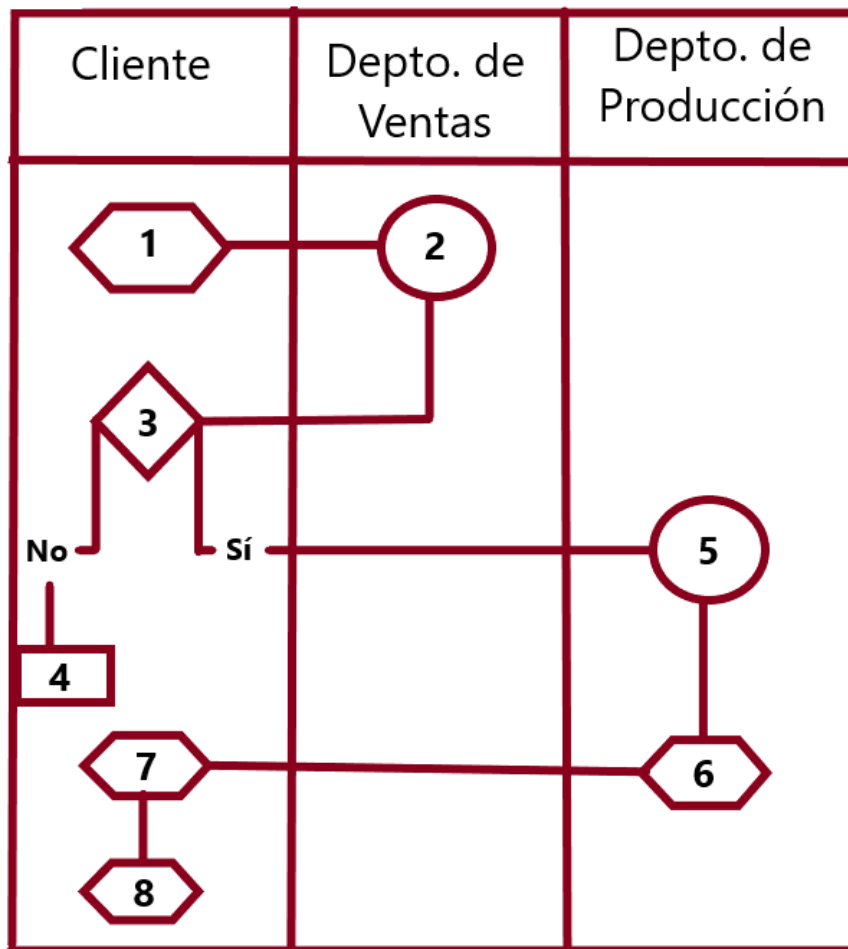 Cliente
Depto. de
Ventas
Depto. de
Producción
1
2
3
No
Sí
5
4
7
6
8